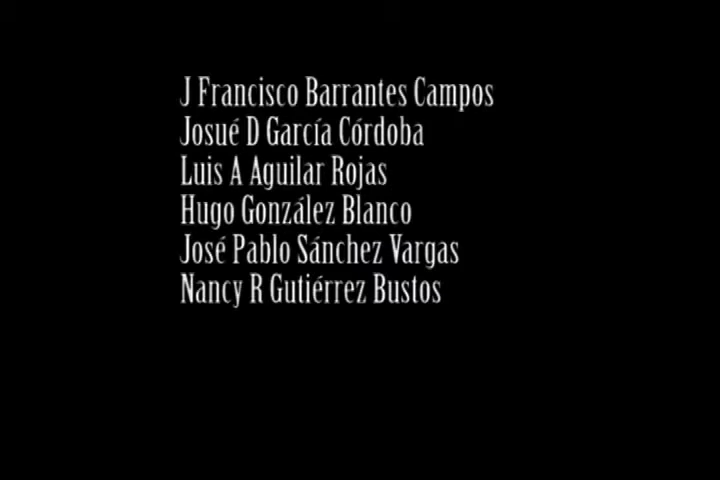 J Francisco Barrantes Campos
Josué D García Córdoba
Luis A Aguilar Rojas
Hugo González Blanco
José Pablo Sánchez Vargas
Nancy R Gutiérrez Bustos